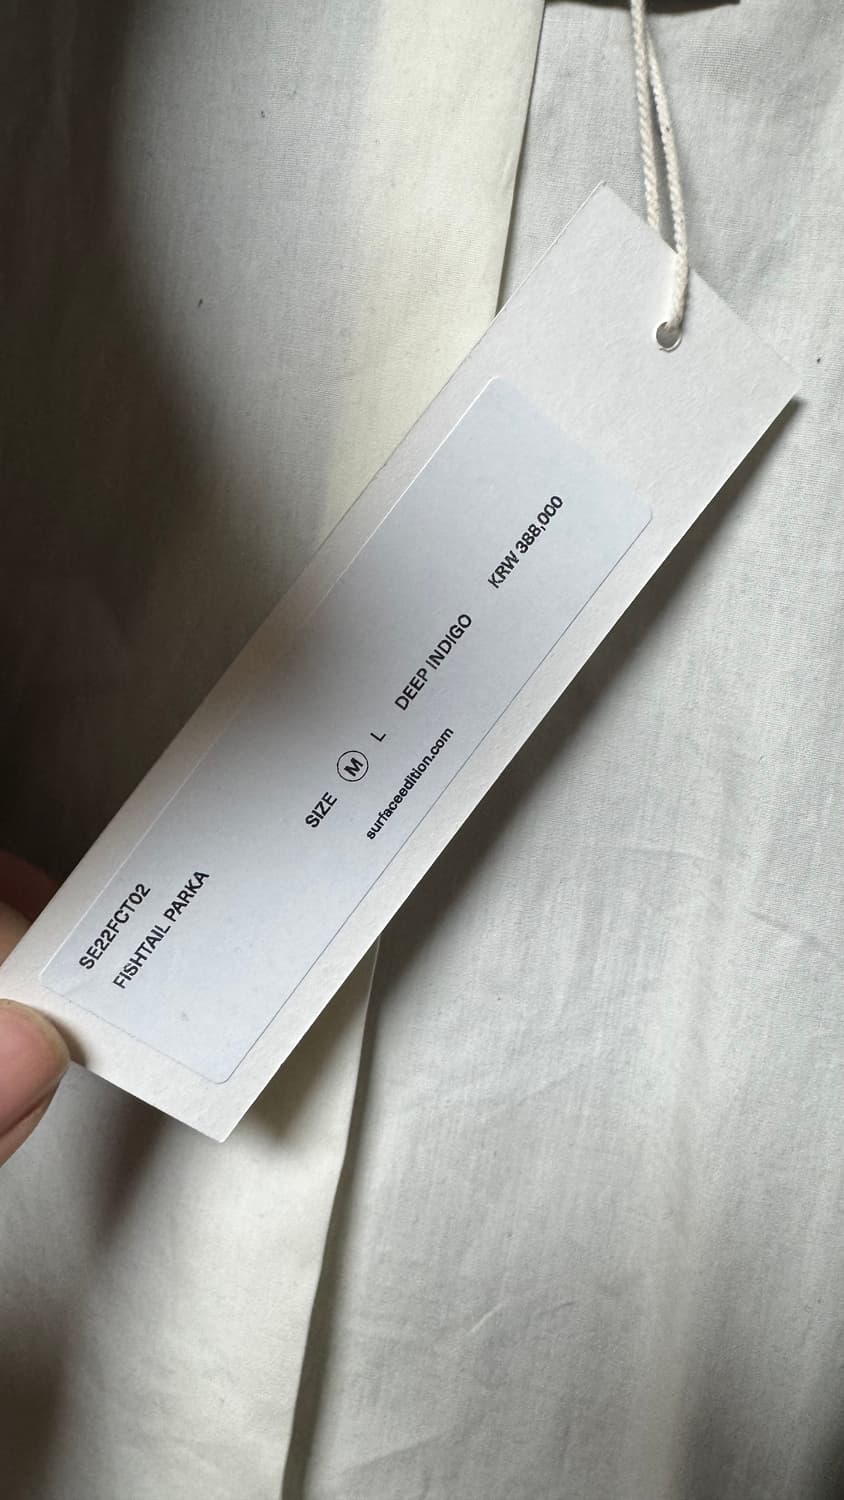 SE22FCT02
FISHTAIL PARKA
SIZE M L DEEP INDIGO KRW 388,000
surfaceedition.com